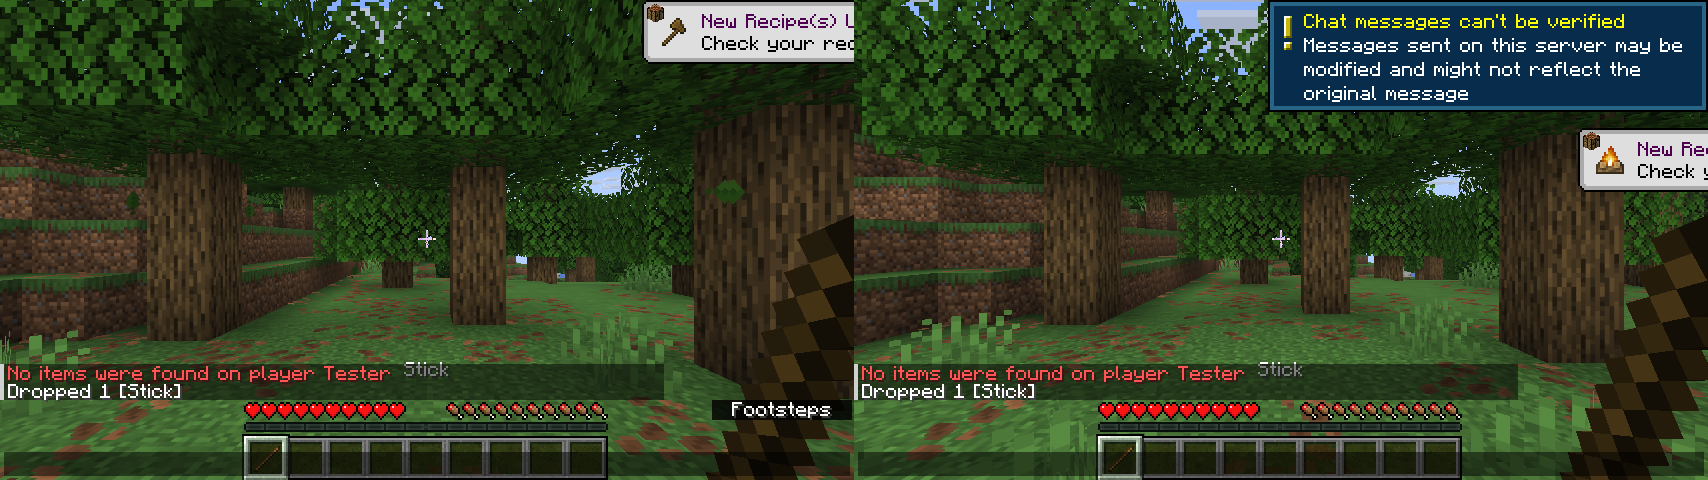 New Recipe(s) L
Check your rec
Stick
No items were found on player Tester
Dropped 1 [Stick]
Footsteps
Chat messages can't be verified
Messages sent on this server may be
modified and might not reflect the
original message
New Rec
Check y
Stick
No items were found on player Tester
Dropped 1 [Stick]